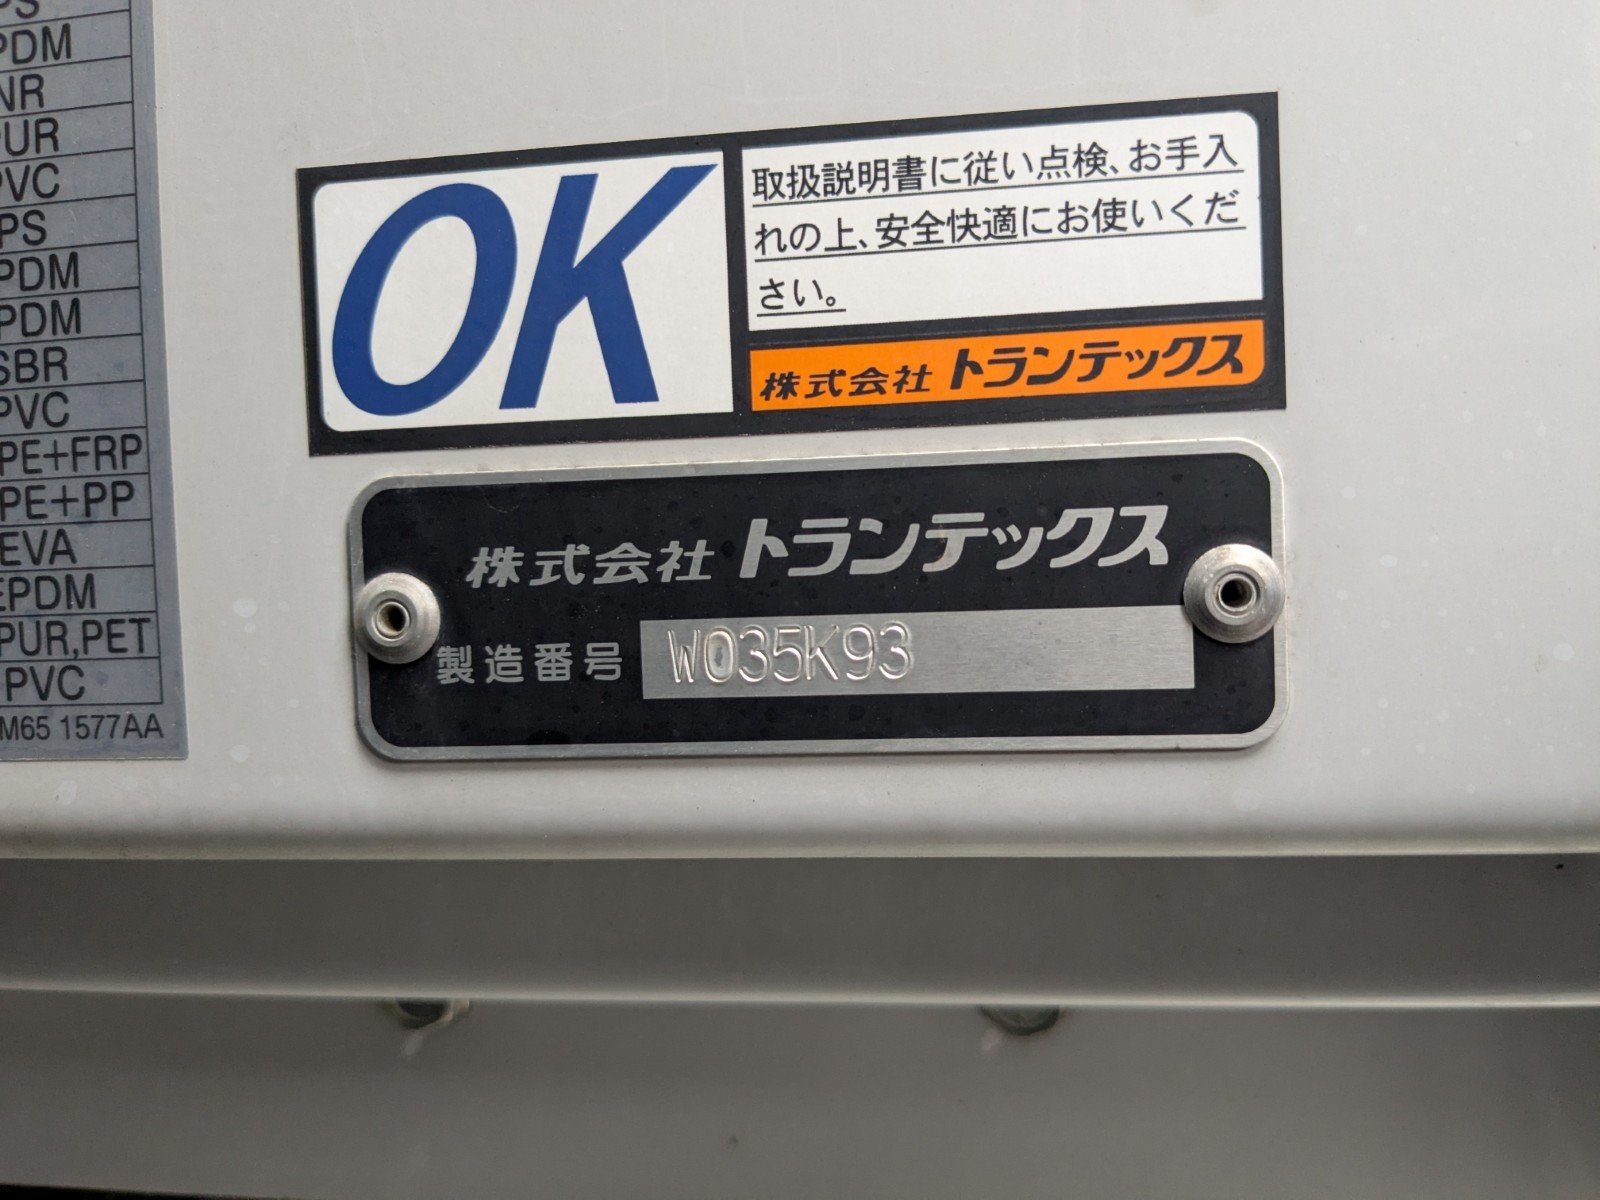 PDM
NR
PUR
PVC
PS
PDM
PDM
SBR
PVC
PE+FRP
PE+PP
EVA
EPDM
PUR,PET
PVC
M65 1577AA
OK
取扱説明書に従い点検、お手入
れの上、安全快適にお使いくだ
さい。
株式会社 トランテックス
株式会社 トランテックス
製造番号 W035K93